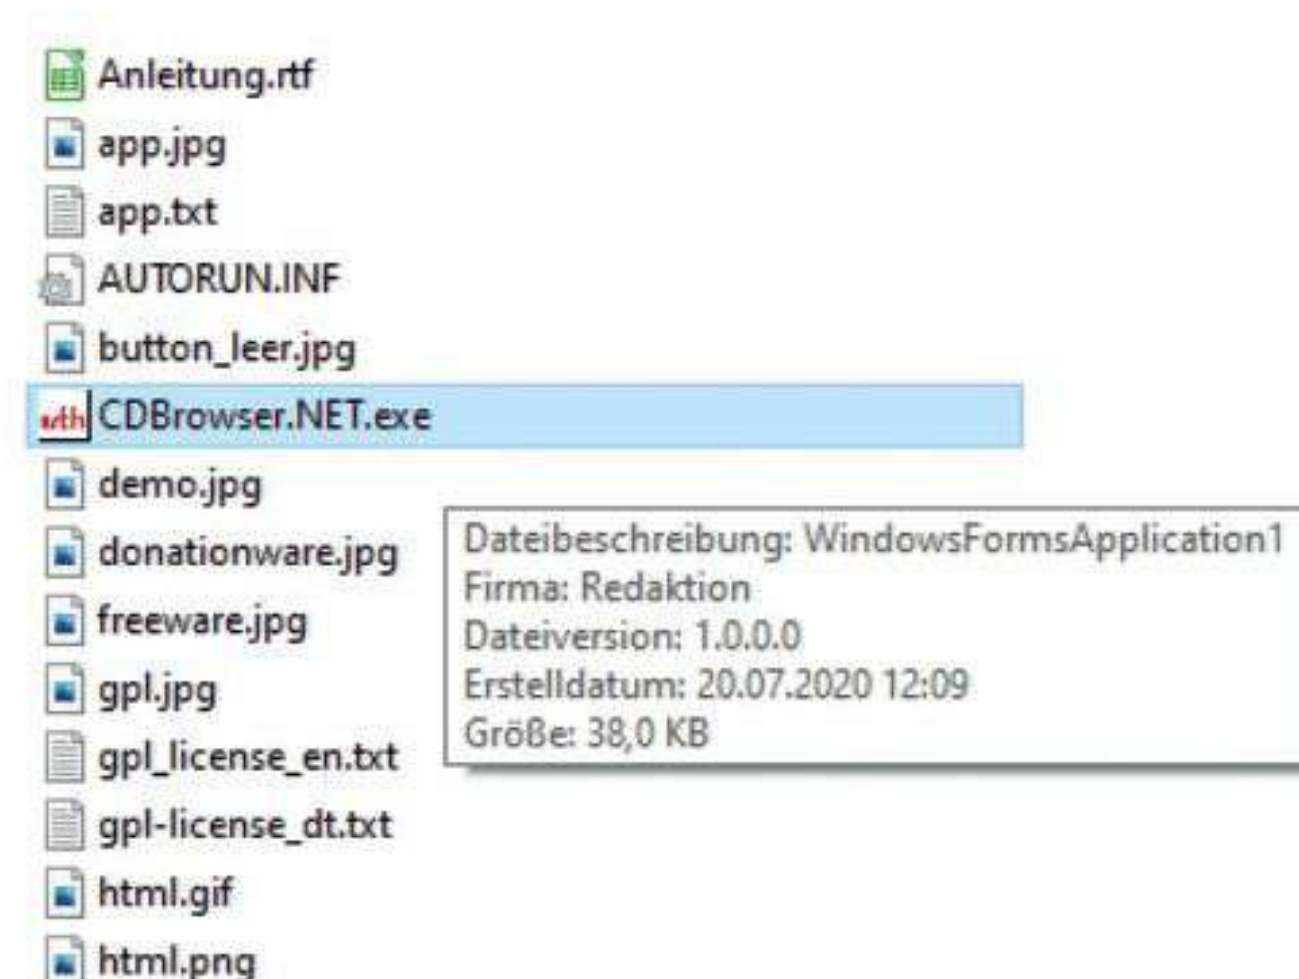 Anleitung.rtf
app.jpg
app.txt
AUTORUN.INF
button_leer.jpg
CDBrowser.NET.exe
demo.jpg
donationware.jpg
freeware.jpg
gpl.jpg
gpl_license_en.txt
gpl-license_dt.txt
html.gif
html.png
Dateibeschreibung: WindowsFormsApplication1
Firma: Redaktion
Dateiversion: 1.0.0.0
Erstelldatum: 20.07.2020 12:09
Größe: 38,0 KB